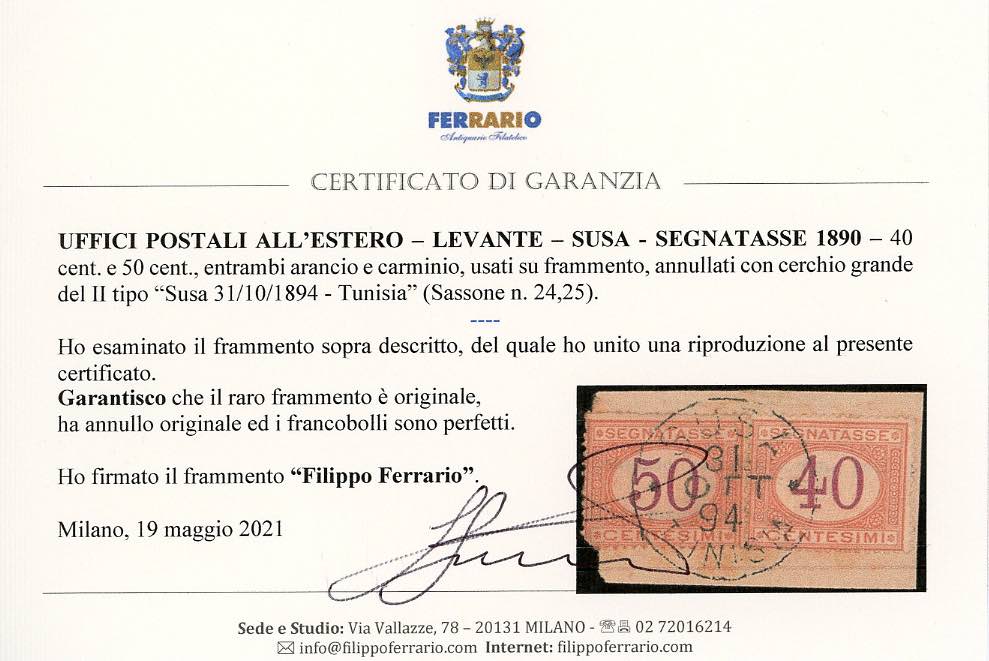 FERRARIO
Antiquario Filatelico
CERTIFICATO DI GARANZIA
UFFICI POSTALI ALL’ESTERO – LEVANTE – SUSA - SEGNATASSE 1890 – 40
cent. e 50 cent., entrambi arancio e carminio, usati su frammento, annullati con cerchio grande
del II tipo “Susa 31/10/1894 - Tunisia” (Sassone n. 24,25).
----
Ho esaminato il frammento sopra descritto, del quale ho unito una riproduzione al presente
certificato.
Garantisco che il raro frammento è originale,
ha annullo originale ed i francobolli sono perfetti.
Ho firmato il frammento “Filippo Ferrario”.
Milano, 19 maggio 2021
SEGNATASSE SEGNATASSE
50 40
CENTESIMI CENTESIMI
SUSA
31
OTT
94
Sede e Studio: Via Vallazze, 78 – 20131 MILANO - 02 72016214
info@filippoferrario.com Internet: filippoferrario.com